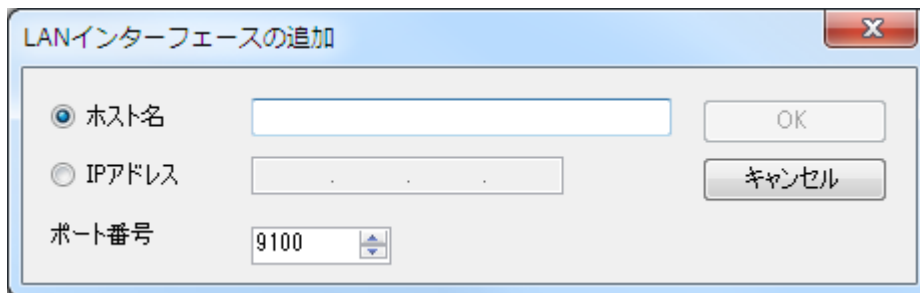 LANインターフェースの追加
ホスト名
OK
IPアドレス
. . .
キャンセル
ポート番号
9100